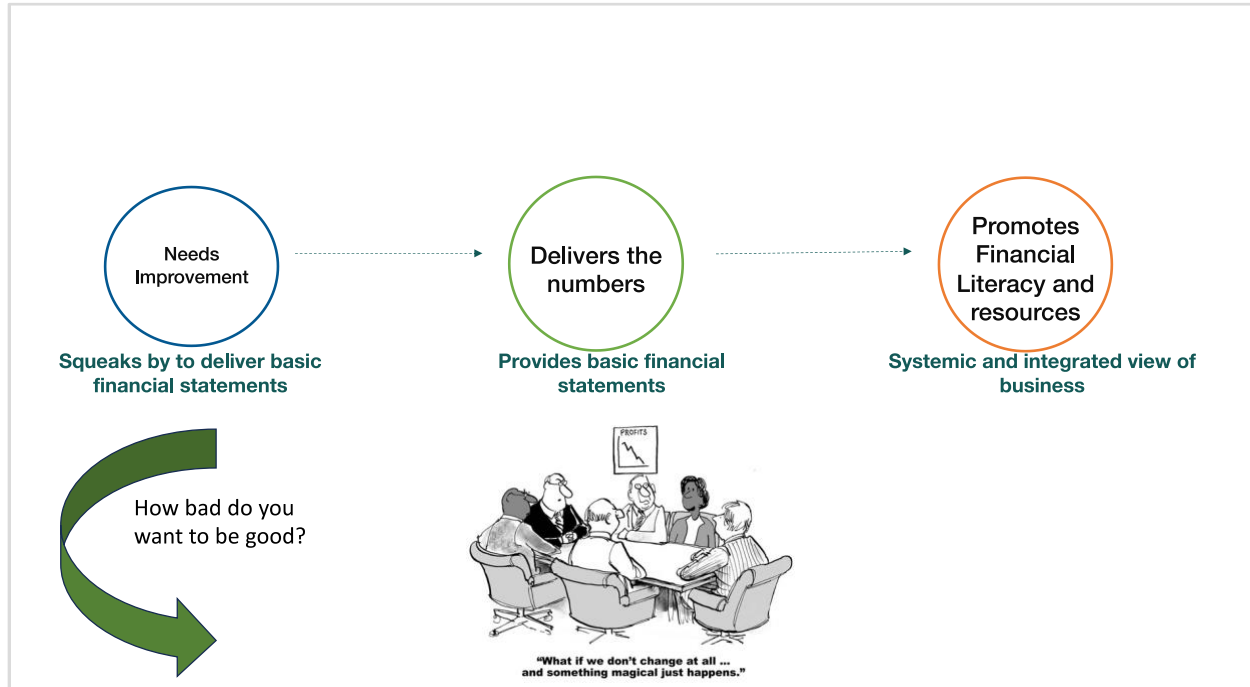 Needs
Improvement
Delivers the
numbers
Promotes
Financial
Literacy and
resources
Squeaks by to deliver basic
financial statements
Provides basic financial
statements
Systemic and integrated view of
business
How bad do you
want to be good?
PROFITS
“What if we don’t change at all ...
and something magical just happens.”